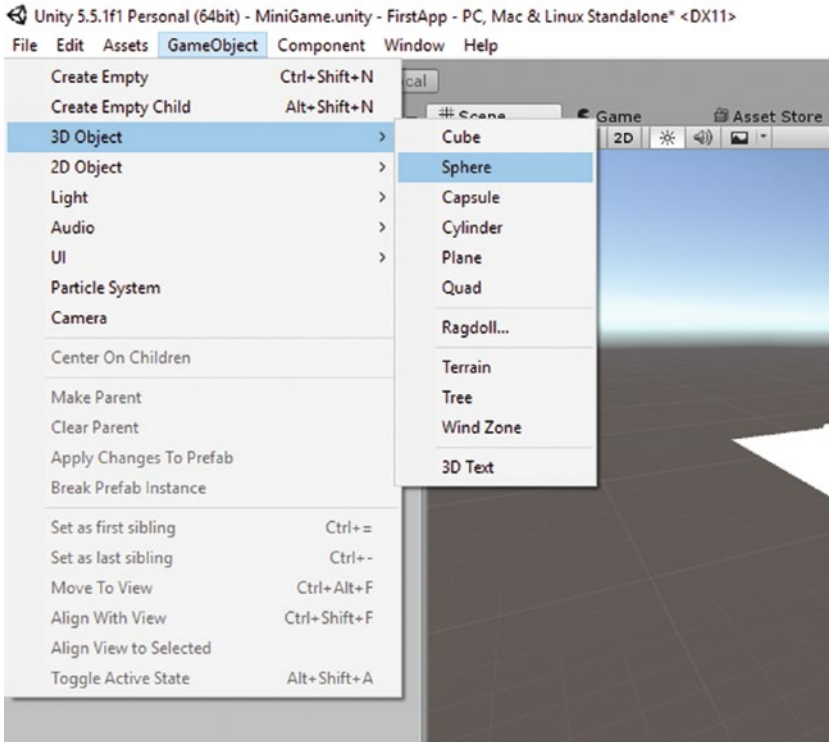 Unity 5.5.1f1 Personal (64bit) - MiniGame.unity - FirstApp - PC, Mac & Linux Standalone* <DX11>
File Edit Assets GameObject Component Window Help
Create Empty Ctrl+Shift+N
Create Empty Child Alt+Shift+N
3D Object >
2D Object >
Light >
Audio >
UI >
Particle System
Camera
Center On Children
Make Parent
Clear Parent
Apply Changes To Prefab
Break Prefab Instance
Set as first sibling Ctrl+=
Set as last sibling Ctrl+-
Move To View Ctrl+Alt+F
Align With View Ctrl+Shift+F
Align View to Selected
Toggle Active State Alt+Shift+A
cal
Scene Game Asset Store
2D
Cube
Sphere
Capsule
Cylinder
Plane
Quad
Ragdoll...
Terrain
Tree
Wind Zone
3D Text